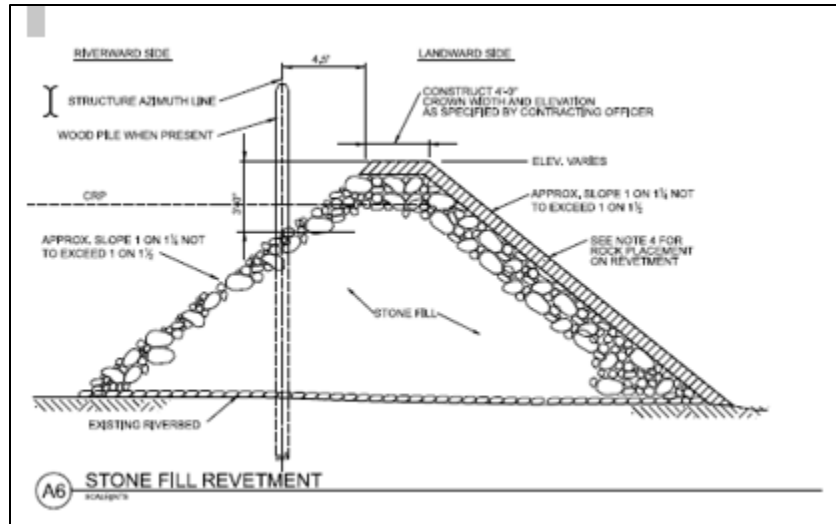 RIVERWARD SIDE
4.5'
LANDWARD SIDE
STRUCTURE AZIMUTH LINE
CONSTRUCT 4'-0"
CROWN WIDTH AND ELEVATION
AS SPECIFIED BY CONTRACTING OFFICER
WOOD PILE WHEN PRESENT
ELEV. VARIES
CRP
3'-0"
APPROX. SLOPE 1 ON 1¼ NOT
TO EXCEED 1 ON 1½
APPROX. SLOPE 1 ON 1¼ NOT
TO EXCEED 1 ON 1½
SEE NOTE 4 FOR
ROCK PLACEMENT
ON REVETMENT
STONE FILL
EXISTING RIVERBED
A6
STONE FILL REVETMENT